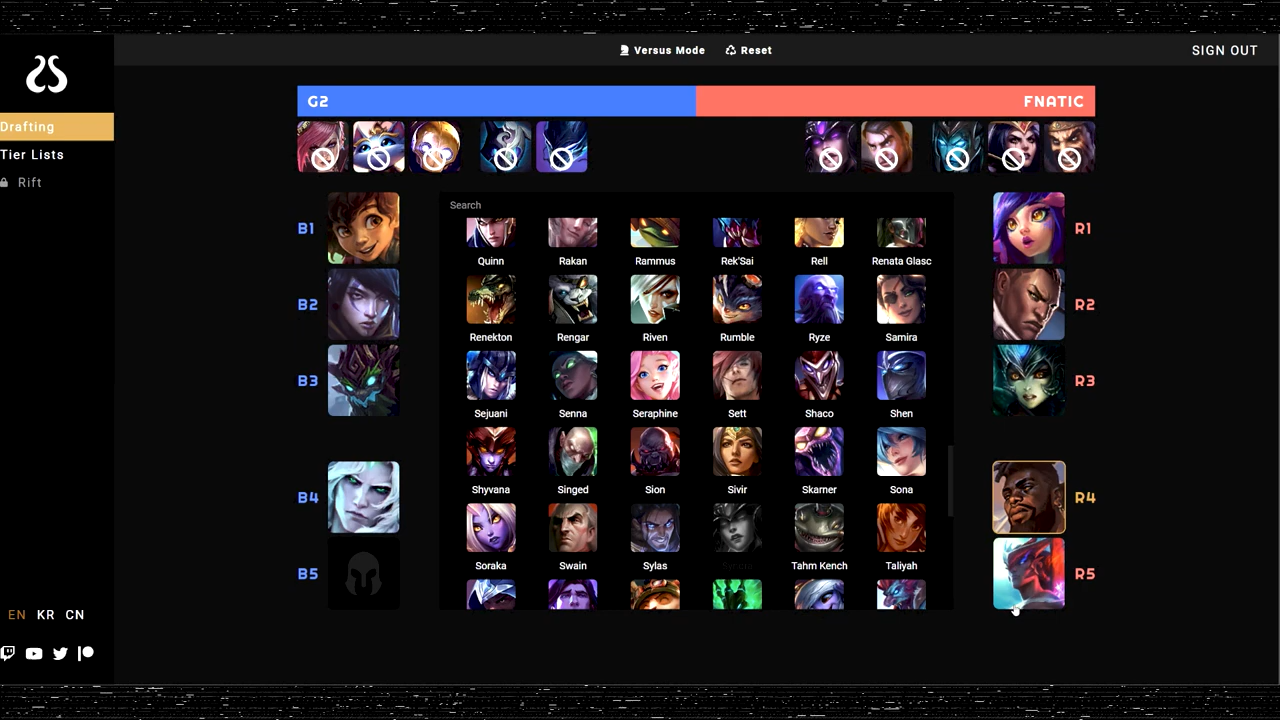 Versus Mode
Reset
SIGN OUT
G2
FNATIC
Drafting
Tier Lists
Rift
Search
B1
B2
B3
B4
B5
R1
R2
R3
R4
R5
Quinn
Rakan
Rammus
Rek'Sai
Rell
Renata Glasc
Renekton
Rengar
Riven
Rumble
Ryze
Samira
Sejuani
Senna
Seraphine
Sett
Shaco
Shen
Shyvana
Singed
Sion
Sivir
Skarner
Sona
Soraka
Swain
Sylas
Tahm Kench
Taliyah
EN KR CN